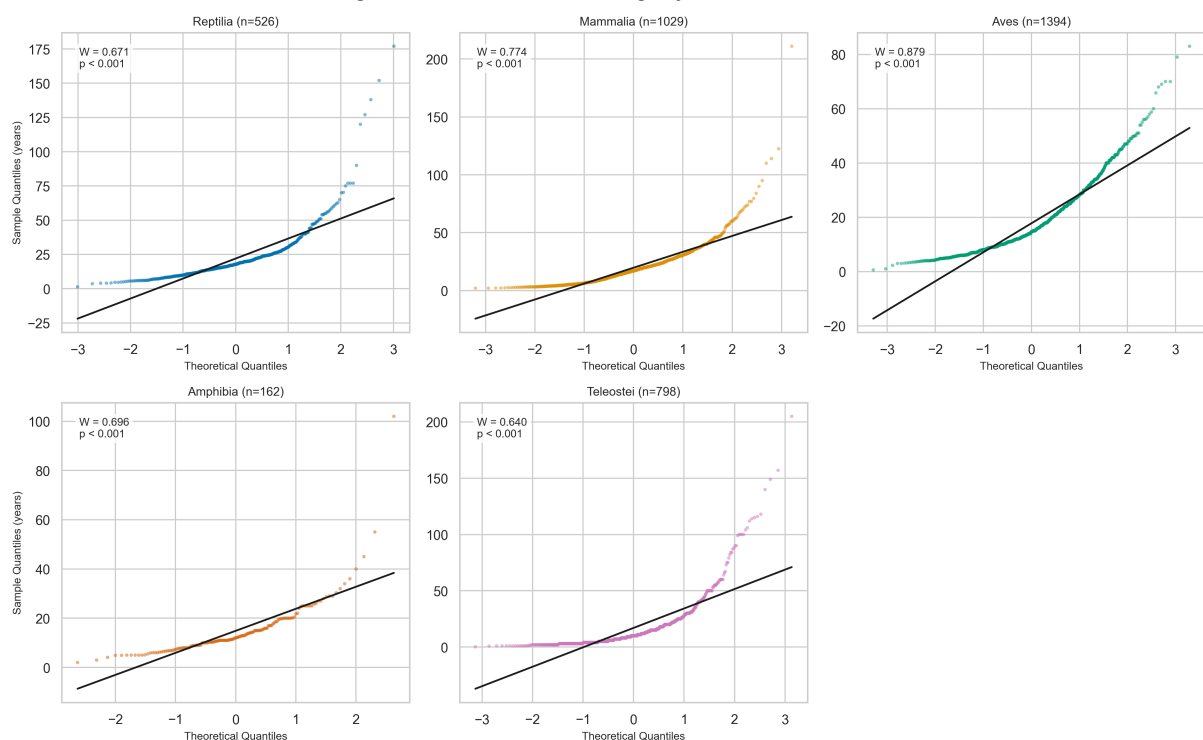 Reptilia (n=526)
W = 0.671
p < 0.001
175
150
125
100
75
50
25
0
−25
−3
−2
−1
0
1
2
3
Sample Quantiles (years)
Theoretical Quantiles
Mammalia (n=1029)
W = 0.774
p < 0.001
200
150
100
50
0
−3
−2
−1
0
1
2
3
Theoretical Quantiles
Aves (n=1394)
W = 0.879
p < 0.001
80
60
40
20
0
−20
−3
−2
−1
0
1
2
3
Theoretical Quantiles
Amphibia (n=162)
W = 0.696
p < 0.001
100
80
60
40
20
0
−2
−1
0
1
2
Sample Quantiles (years)
Theoretical Quantiles
Teleostei (n=798)
W = 0.640
p < 0.001
200
150
100
50
0
−3
−2
−1
0
1
2
3
Theoretical Quantiles